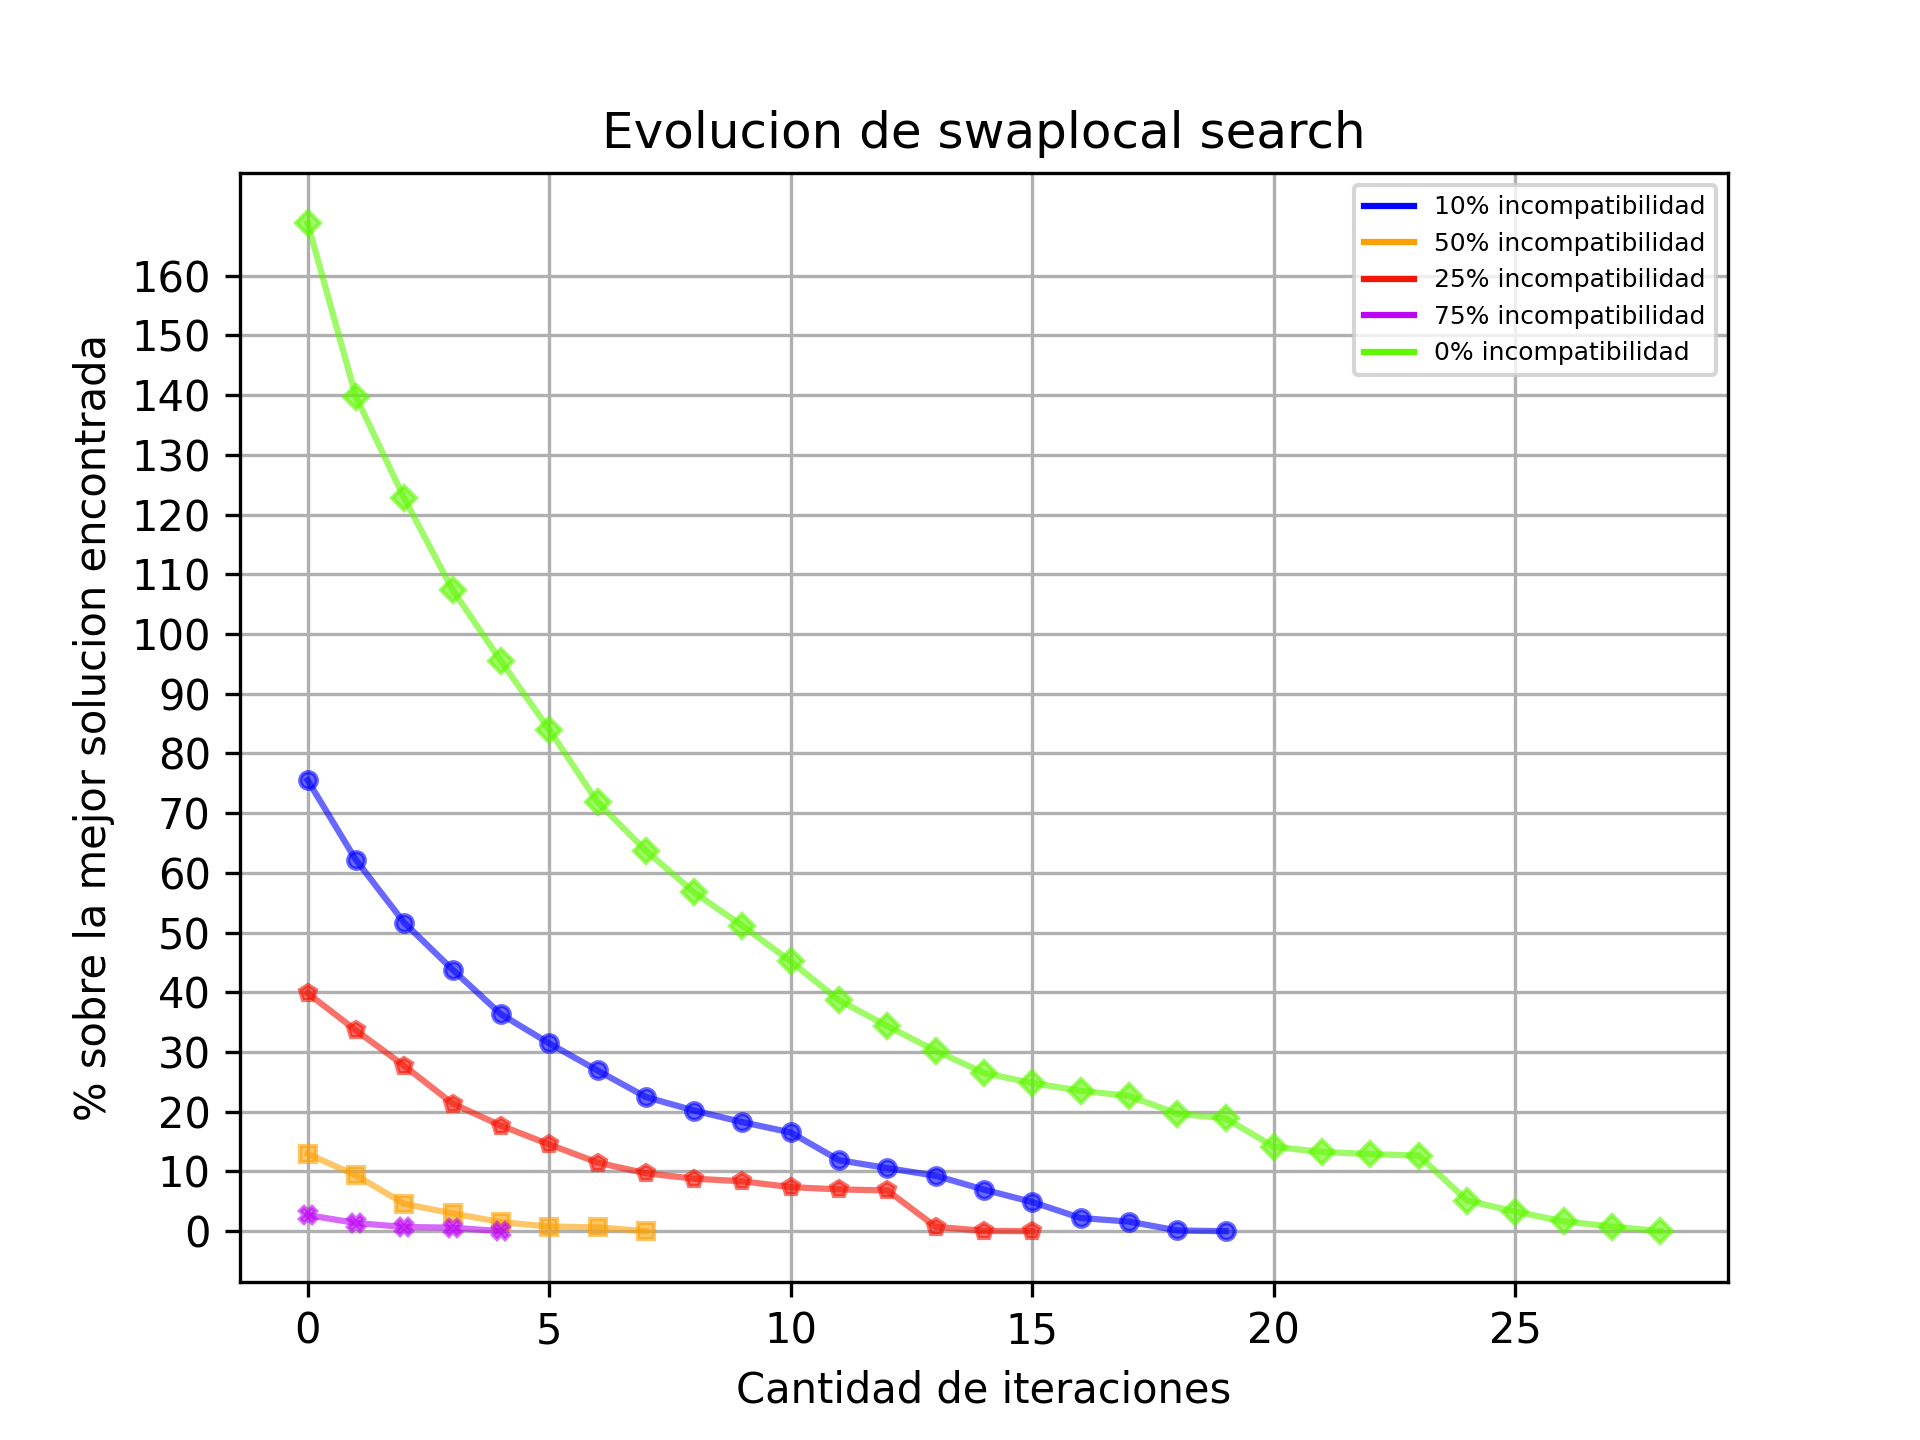 Evolucion de swaplocal search
10% incompatibilidad
50% incompatibilidad
25% incompatibilidad
75% incompatibilidad
0% incompatibilidad
% sobre la mejor solucion encontrada
160
150
140
130
120
110
100
90
80
70
60
50
40
30
20
10
0
0 5 10 15 20 25
Cantidad de iteraciones